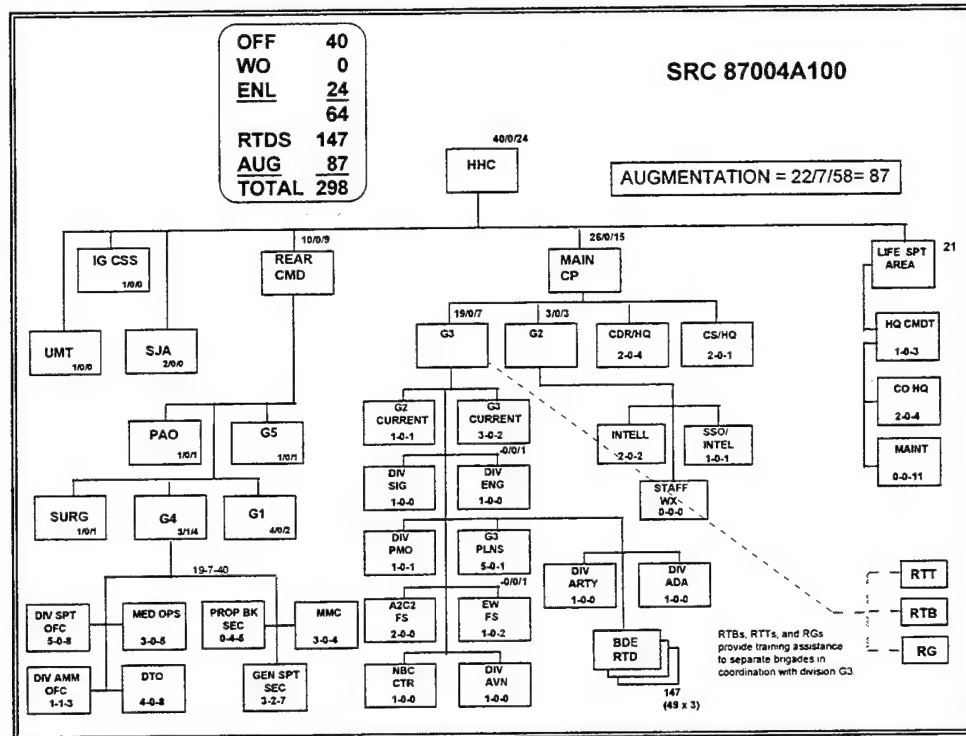 OFF 40
WO 0
ENL 24
64
RTDS 147
AUG 87
TOTAL 298
SRC 87004A100
40/0/24
HHC
AUGMENTATION = 22/7/58= 87
IG CSS
1/0/0
10/0/9
REAR
CMD
26/0/15
MAIN
CP
LIFE SPT
AREA
21
UMT
1/0/0
SJA
2/0/0
19/0/7
G3
3/0/3
G2
CDR/HQ
2-0-4
CS/HQ
2-0-1
HQ CMDT
1-0-3
PAO
1/0/1
G5
1/0/1
G2
CURRENT
1-0-1
G3
CURRENT
3-0-2
-0/0/1
INTELL
2-0-2
SSO/
INTEL
1-0-1
CO HQ
2-0-4
MAINT
0-0-11
SURG
1/0/1
G4
3/1/4
G1
4/0/2
DIV
SIG
1-0-0
DIV
ENG
1-0-0
STAFF
WX
0-0-0
19-7-40
DIV
PMO
1-0-1
G3
PLNS
5-0-1
-0/0/1
DIV
ARTY
1-0-0
DIV
ADA
1-0-0
RTT
RTB
RG
DIV SPT
OFC
MED OPS
3-0-5
PROP BK
SEC
0-4-5
MMC
3-0-4
A2C2
FS
2-0-0
EW
FS
1-0-2
BDE
RTD
147
(49 x 3)
RTBs, RTTs, and RGs
provide training assistance
to separate brigades in
coordination with division G3.
DIV AMM
OFC
1-1-3
DTO
4-0-8
GEN SPT
SEC
3-2-7
NBC
CTR
1-0-0
DIV
AVN
1-0-0